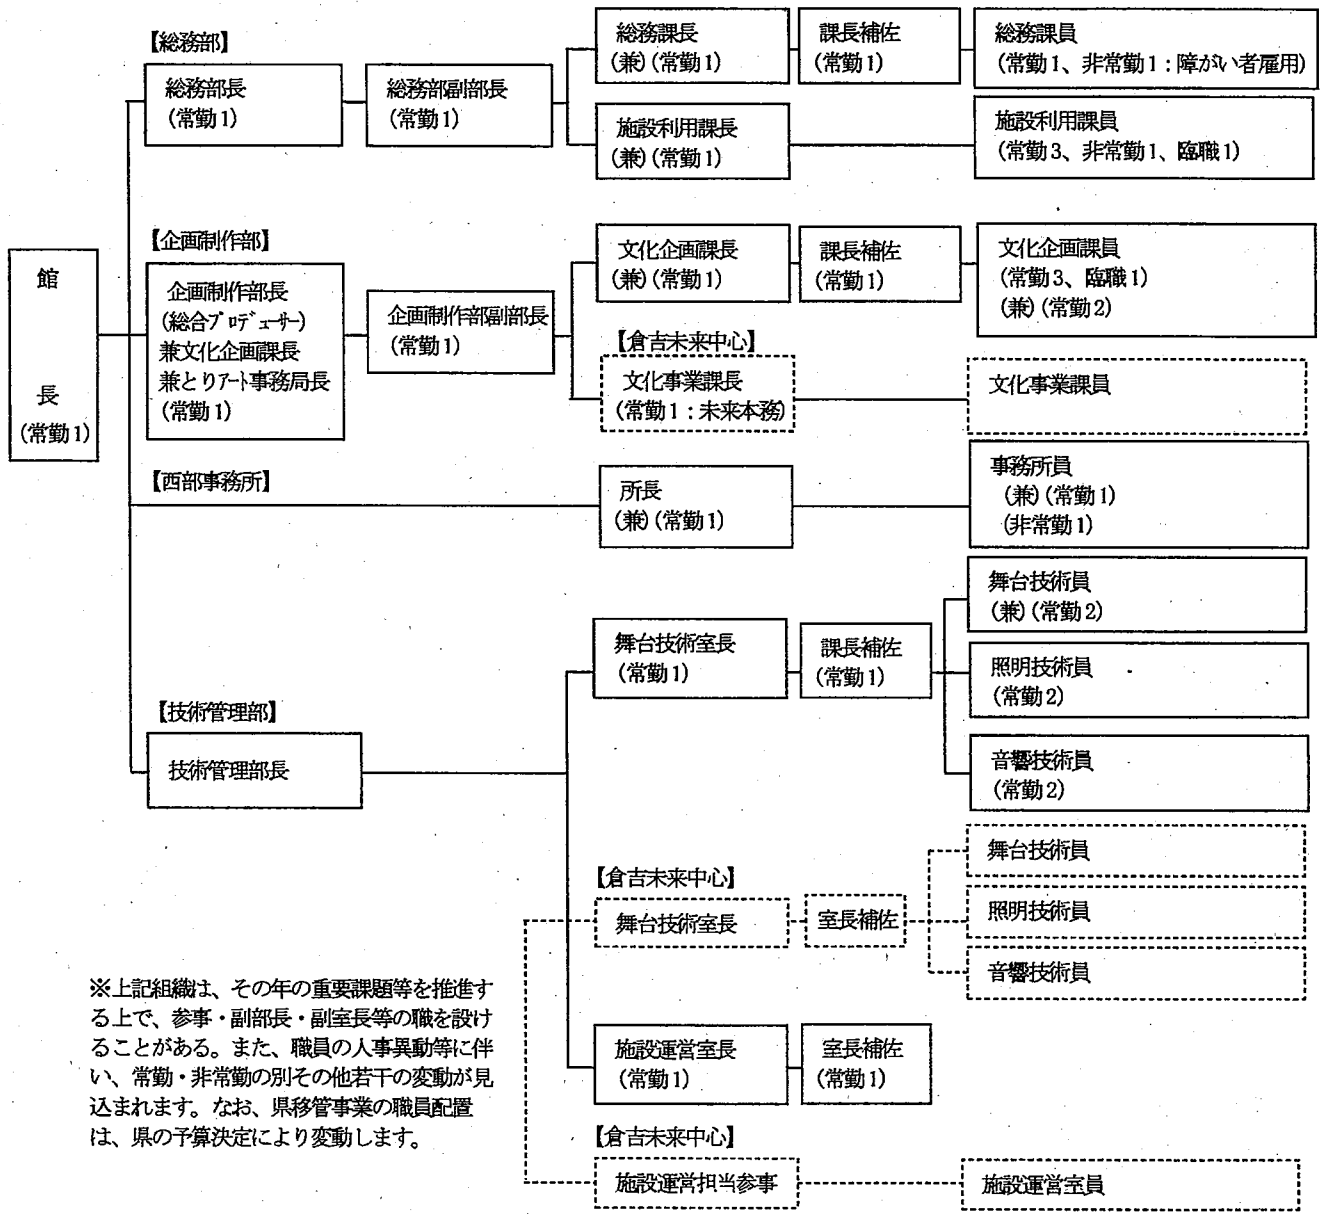 館
長
(常勤1)
【総務部】
総務部長
(常勤1)
総務部副部長
(常勤1)
総務課長
(兼)(常勤1)
課長補佐
(常勤1)
総務課員
(常勤1、非常勤1：障がい者雇用)
施設利用課長
(兼)(常勤1)
施設利用課員
(常勤3、非常勤1、臨職1)
【企画制作部】
企画制作部長
(総合ﾌﾟﾛﾃﾞｭｰｻｰ)
兼文化企画課長
兼とりｱｰﾄ事務局長
(常勤1)
企画制作部副部長
(常勤1)
文化企画課長
(兼)(常勤1)
課長補佐
(常勤1)
文化企画課員
(常勤3、臨職1)
(兼)(常勤2)
【倉吉未来中心】
文化事業課長
(常勤1：未来本務)
文化事業課員
【西部事務所】
所長
(兼)(常勤1)
事務所員
(兼)(常勤1)
(非常勤1)
【技術管理部】
技術管理部長
舞台技術室長
(常勤1)
課長補佐
(常勤1)
舞台技術員
(兼)(常勤2)
照明技術員
(常勤2)
音響技術員
(常勤2)
【倉吉未来中心】
舞台技術室長
室長補佐
舞台技術員
照明技術員
音響技術員
施設運営室長
(常勤1)
室長補佐
(常勤1)
【倉吉未来中心】
施設運営担当参事
施設運営室員
※上記組織は、その年の重要課題等を推進す
る上で、参事・副部長・副室長等の職を設け
ることがある。また、職員の人事異動等に伴
い、常勤・非常勤の別その他若干の変動が見
込まれます。なお、県移管事業の職員配置
は、県の予算決定により変動します。